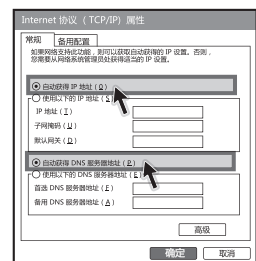 Internet 协议 (TCP/IP) 属性
常规 备用配置
如果网络支持此功能，则可以获取自动获得的 IP 设置。否则，
您需要从网络系统管理员处获得适当的 IP 设置。
自动获得 IP 地址 (O)
使用以下的 IP 地址 (S)
IP 地址 (I)
子网掩码 (U)
默认网关 (D)
自动获得 DNS 服务器地址 (P)
使用以下的 DNS 服务器地址 (E)
首选 DNS 服务器地址 (F)
备用 DNS 服务器地址 (A)
高级
确定 取消